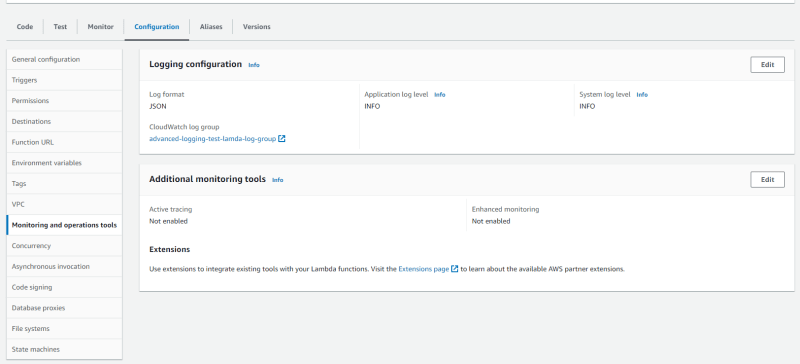 Code Test Monitor Configuration Aliases Versions
General configuration
Triggers
Permissions
Destinations
Function URL
Environment variables
Tags
VPC
Monitoring and operations tools
Concurrency
Asynchronous invocation
Code signing
Database proxies
File systems
State machines
Logging configuration Info Edit
Log format Application log level Info System log level Info
JSON INFO INFO
CloudWatch log group
advanced-logging-test-lamda-log-group
Additional monitoring tools Info Edit
Active tracing Enhanced monitoring
Not enabled Not enabled
Extensions
Use extensions to integrate existing tools with your Lambda functions. Visit the Extensions page to learn about the available AWS partner extensions.